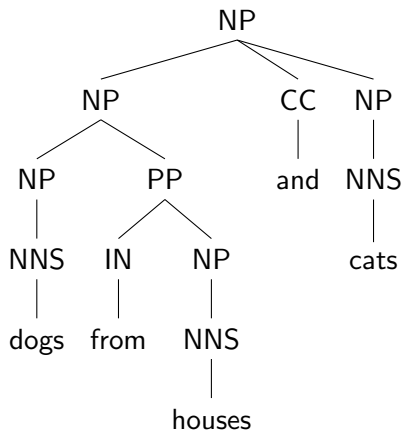 NP
NP CC NP
NP PP and NNS
NNS IN NP cats
dogs from NNS
houses